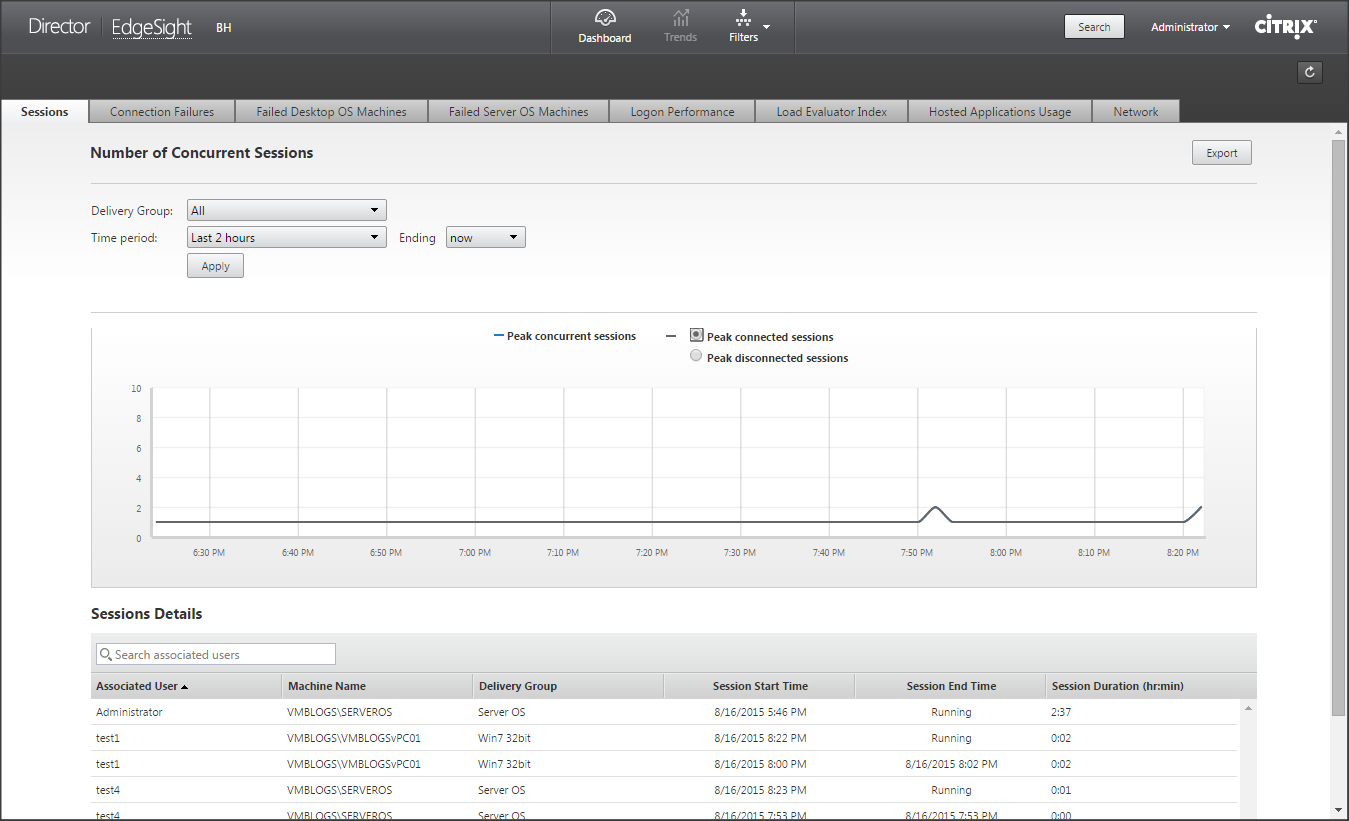 Director EdgeSight BH Dashboard Trends Filters Search Administrator CITRIX
Sessions Connection Failures Failed Desktop OS Machines Failed Server OS Machines Logon Performance Load Evaluator Index Hosted Applications Usage Network
Number of Concurrent Sessions Export
Delivery Group: All
Time period: Last 2 hours Ending now
Apply
Peak concurrent sessions Peak connected sessions
Peak disconnected sessions
10
8
6
4
2
0
6:30 PM 6:40 PM 6:50 PM 7:00 PM 7:10 PM 7:20 PM 7:30 PM 7:40 PM 7:50 PM 8:00 PM 8:10 PM 8:20 PM
Sessions Details
Search associated users
Associated User Machine Name Delivery Group Session Start Time Session End Time Session Duration (hr:min)
Administrator VMBLOGS\SERVEROS Server OS 8/16/2015 5:46 PM Running 2:37
test1 VMBLOGS\VMBLOGSvPC01 Win7 32bit 8/16/2015 8:22 PM Running 0:02
test1 VMBLOGS\VMBLOGSvPC01 Win7 32bit 8/16/2015 8:00 PM 8/16/2015 8:02 PM 0:02
test4 VMBLOGS\SERVEROS Server OS 8/16/2015 8:23 PM Running 0:01
test4 VMBLOGS\SERVEROS Server OS 8/16/2015 7:53 PM 8/16/2015 7:53 PM 0:00